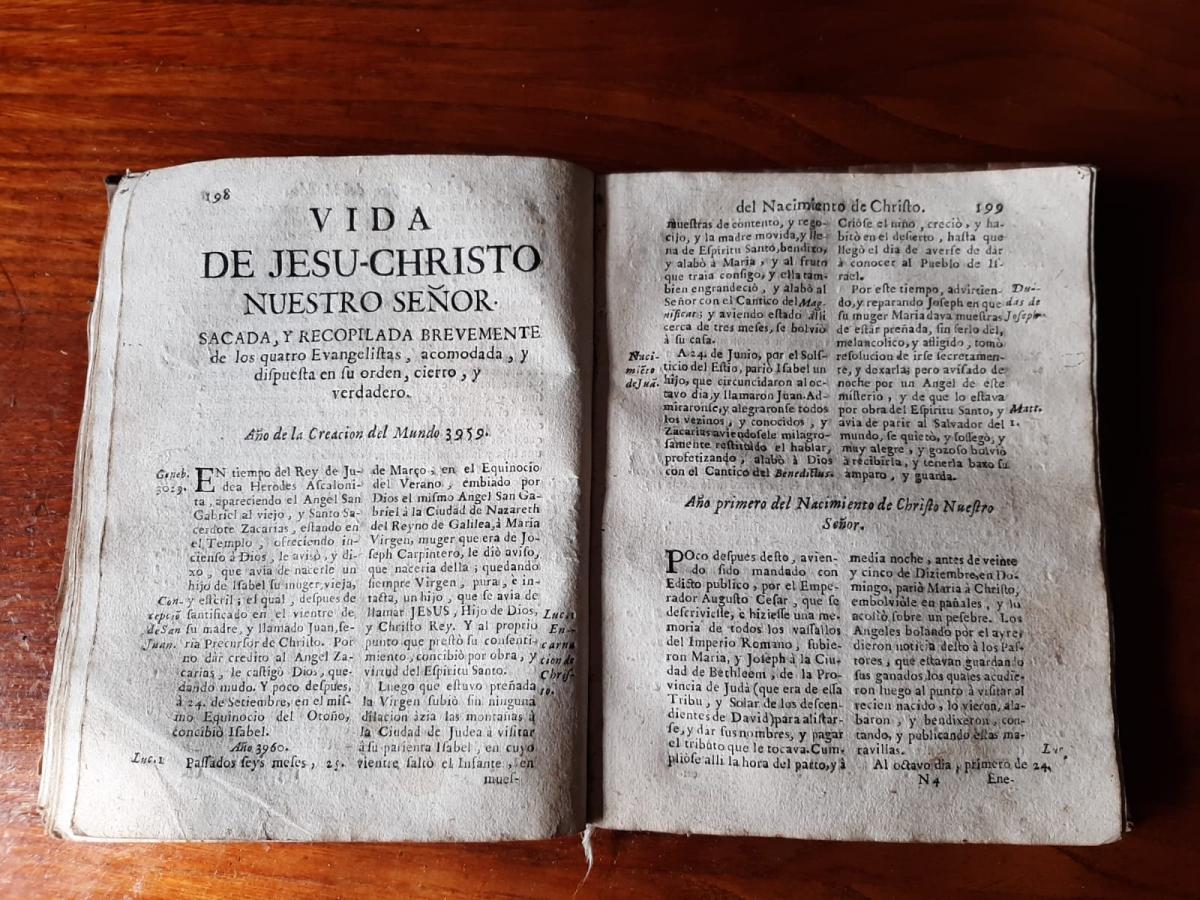 198
VIDA
DE JESU-CHRISTO
NUESTRO SEÑOR.
SACADA, Y RECOPILADA BREVEMENTE
de los quatro Evangelistas, acomodada, y
dispuesta en su orden, cierto, y
verdadero.
Año de la Creacion del Mundo 3959.
Geneb.
3023.
EN tiempo del Rey de Ju-
dea Herodes Ascaloni-
ta, apareciendo el Angel San
Gabriel al viejo, y Santo Sa-
cerdote Zacarias, estando en
el Templo, ofreciendo in-
cienso à Dios, le avisò, y di-
xo, que avia de nacerle un
hijo de Isabel su muger, vieja,
y esteril; el qual, despues de
santificado en el vientre de
su madre, y llamado Juan, se-
ria Precursor de Christo. Por
no dàr credito al Angel Za-
carias, le castigò Dios, que-
dando mudo. Y poco despues,
à 24. de Setiembre, en el mis-
mo Equinocio del Otoño,
concibiò Isabel.
Con-
cepciò
de San
Juan.
Año 3960.
Luc. 1
Passados seys meses, 25.
de Março, en el Equinocio
del Verano, embiado por
Dios el mismo Angel San Ga-
briel à la Ciudad de Nazareth
del Reyno de Galilea, à Maria
Virgen, muger que era de Jo-
seph Carpintero, le diò aviso,
que naceria della; quedando
siempre Virgen, pura, è in-
tacta, un hijo, que se avia de
llamar JESUS, Hijo de Dios,
y Christo Rey. Y al proprio
punto que prestò su consenti-
miento, concibiò por obra, y
virtud del Espiritu Santo.
Luc. 1
En-
carna
cion de
Chris-
to.
Luego que estuvo preñada
la Virgen subiò sin ninguna
dilacion àzia las montañas à
la Ciudad de Judea à visitar
à su parienta Isabel, en cuyo
vientre saltò el Infante, en
mues-
del Nacimiento de Christo. 199
muestras de contento, y rego-
cijo, y la madre movida, y lle-
na de Espiritu Santo, bendixo,
y alabò à Maria, y al fruto
que traia consigo, y ella tam-
bien engrandeciò, y alabò al
Señor con el Cantico del Mag-
nificat; y aviendo estado alli
cerca de tres meses, se bolviò
à su casa.
Naci-
miẽto
de Juã.
A 24. de Junio, por el Sols-
ticio del Estio, pariò Isabel un
hijo, que circuncidaron al oc-
tavo dia, y llamaron Juan. Ad-
miraronse, y alegraronse todos
los vezinos, y conocidos, y
Zacarias aviendosele milagro-
samente restituido el hablar,
profetizando, alabò à Dios
con el Cantico del Benedictus.
Criòse el niño, creciò, y ha-
bitò en el desierto, hasta que
llegò el dia de averse de dàr
à conocer al Pueblo de Is-
rael.
Por este tiempo, advirtien-
do, y reparando Joseph en que
su muger Maria dava muestras
de estàr preñada, sin serlo dèl,
melancolico, y afligido, tomò
resolucion de irse secretamen-
te, y dexarla; pero avisado de
noche por un Angel de este
misterio, y de que lo estava
por obra del Espiritu Santo, y
avia de parir al Salvador del
mundo, se quietò, y sossegò, y
muy alegre, y gozoso bolviò
à recibirla, y tenerla baxo su
amparo, y guarda.
Du-
das de
Joseph
Matt.
1.
Año primero del Nacimiento de Christo Nuestro
Señor.
POco despues desto, avien-
do sido mandado con
Edicto publico, por el Empe-
rador Augusto Cesar, que se
descriviesse, è hiziesse una me-
moria de todos los vassallos
del Imperio Romano, subie-
ron Maria, y Joseph à la Ciu-
dad de Bethleem, de la Pro-
vincia de Judà (que era de essa
Tribu, y Solar de los descen-
dientes de David) para alistar-
se, y dar sus nombres, y pagar
el tributo que le tocava. Cum-
pliòse alli la hora del parto, y à
media noche, antes de veinte
y cinco de Diziembre, en Do-
mingo, pariò Maria à Christo,
embolviòle en pañales, y lo
acostò sobre un pesebre. Los
Angeles bolando por el ayre,
dieron noticia desto à los Pas-
tores, que estavan guardando
sus ganados, los quales acudie-
ron luego al punto à visitar al
recien nacido, lo vieron, ala-
baron, y bendixeron, con-
tando, y publicando estas ma-
ravillas.
Luc.
Al octavo dia, primero de
24.
N 4 Ene-